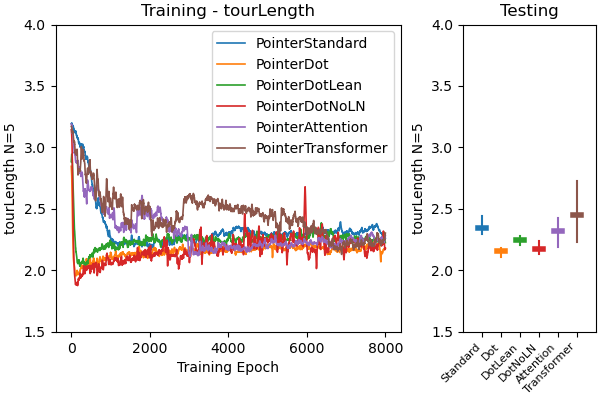 Training - tourLength
Testing
4.0
3.5
3.0
2.5
2.0
1.5
tourLength N=5
PointerStandard
PointerDot
PointerDotLean
PointerDotNoLN
PointerAttention
PointerTransformer
0 2000 4000 6000 8000
Training Epoch
4.0
3.5
3.0
2.5
2.0
1.5
tourLength N=5
Standard
Dot
DotLean
DotNoLN
Attention
Transformer